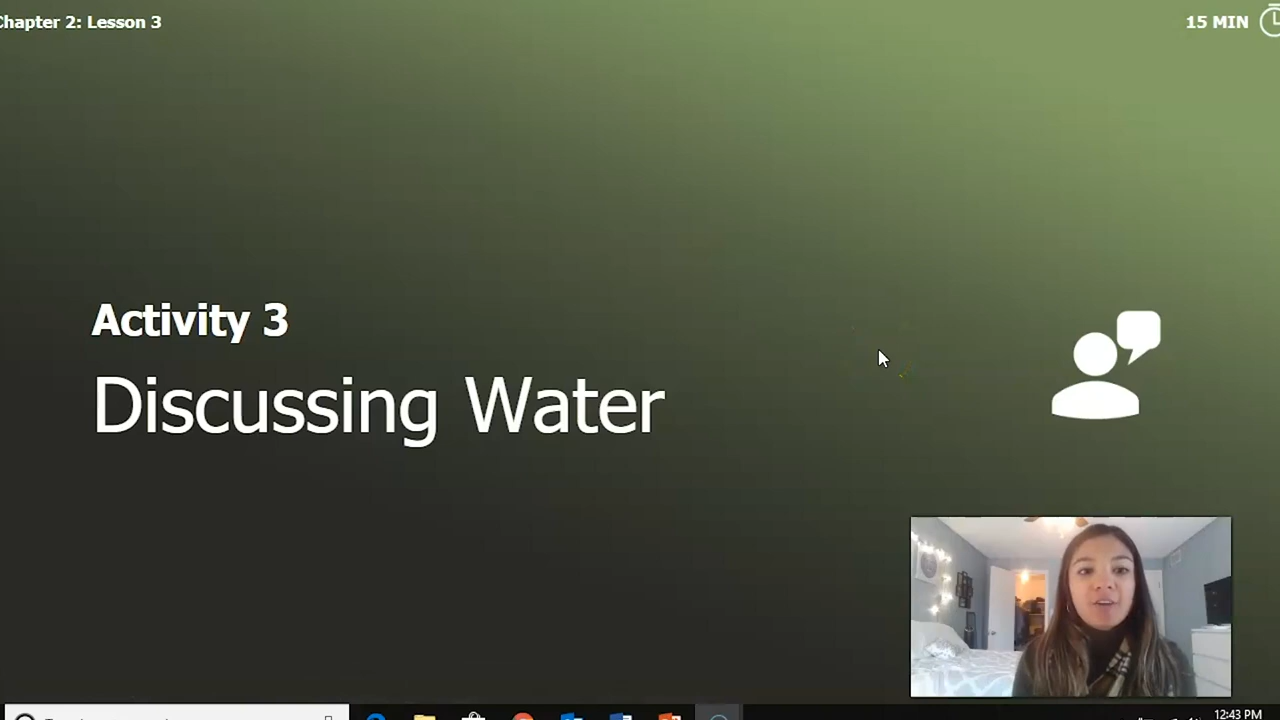 Chapter 2: Lesson 3
15 MIN
Activity 3
Discussing Water
12:43 PM